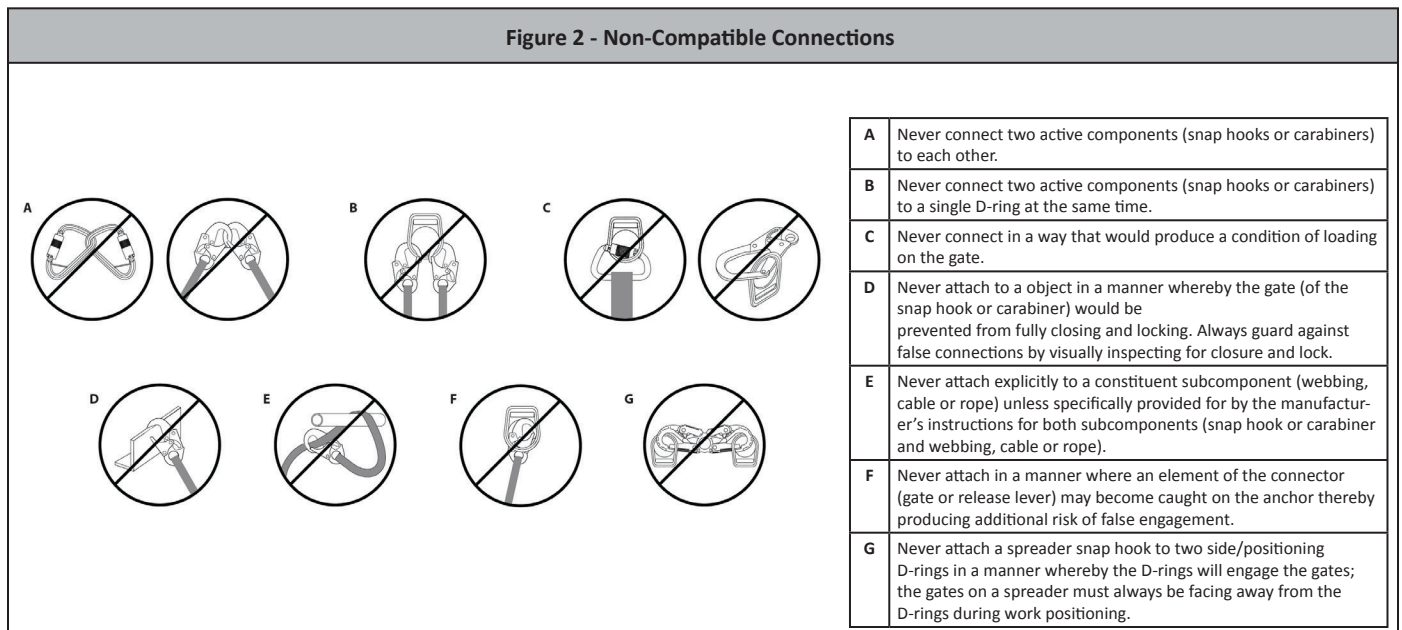 Figure 2 - Non-Compatible Connections
A
B
C
D
E
F
G
A Never connect two active components (snap hooks or carabiners)
to each other.
B Never connect two active components (snap hooks or carabiners)
to a single D-ring at the same time.
C Never connect in a way that would produce a condition of loading
on the gate.
D Never attach to a object in a manner whereby the gate (of the
snap hook or carabiner) would be
prevented from fully closing and locking. Always guard against
false connections by visually inspecting for closure and lock.
E Never attach explicitly to a constituent subcomponent (webbing,
cable or rope) unless specifically provided for by the manufactur-
er's instructions for both subcomponents (snap hook or carabiner
and webbing, cable or rope).
F Never attach in a manner where an element of the connector
(gate or release lever) may become caught on the anchor thereby
producing additional risk of false engagement.
G Never attach a spreader snap hook to two side/positioning
D-rings in a manner whereby the D-rings will engage the gates;
the gates on a spreader must always be facing away from the
D-rings during work positioning.